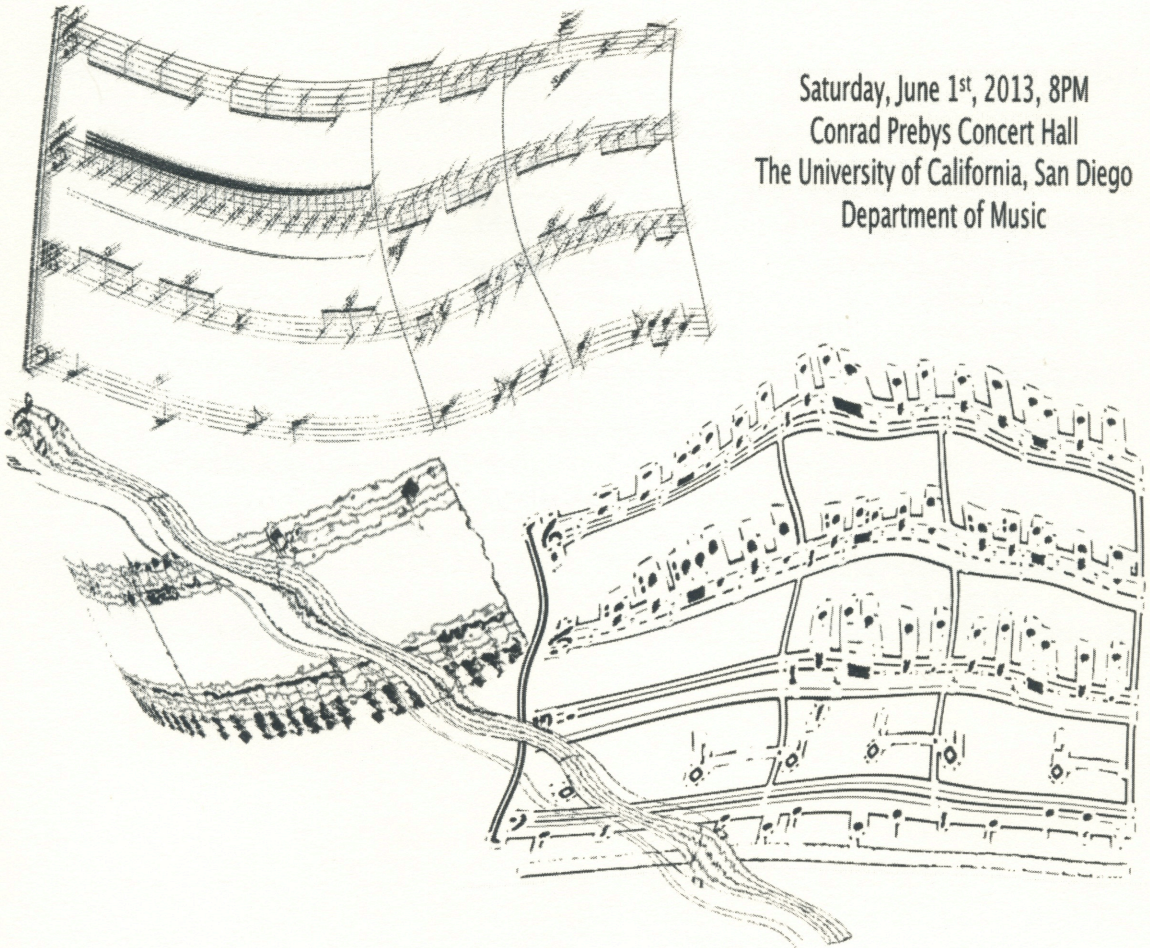 Saturday, June 1st, 2013, 8PM
Conrad Prebys Concert Hall
The University of California, San Diego
Department of Music